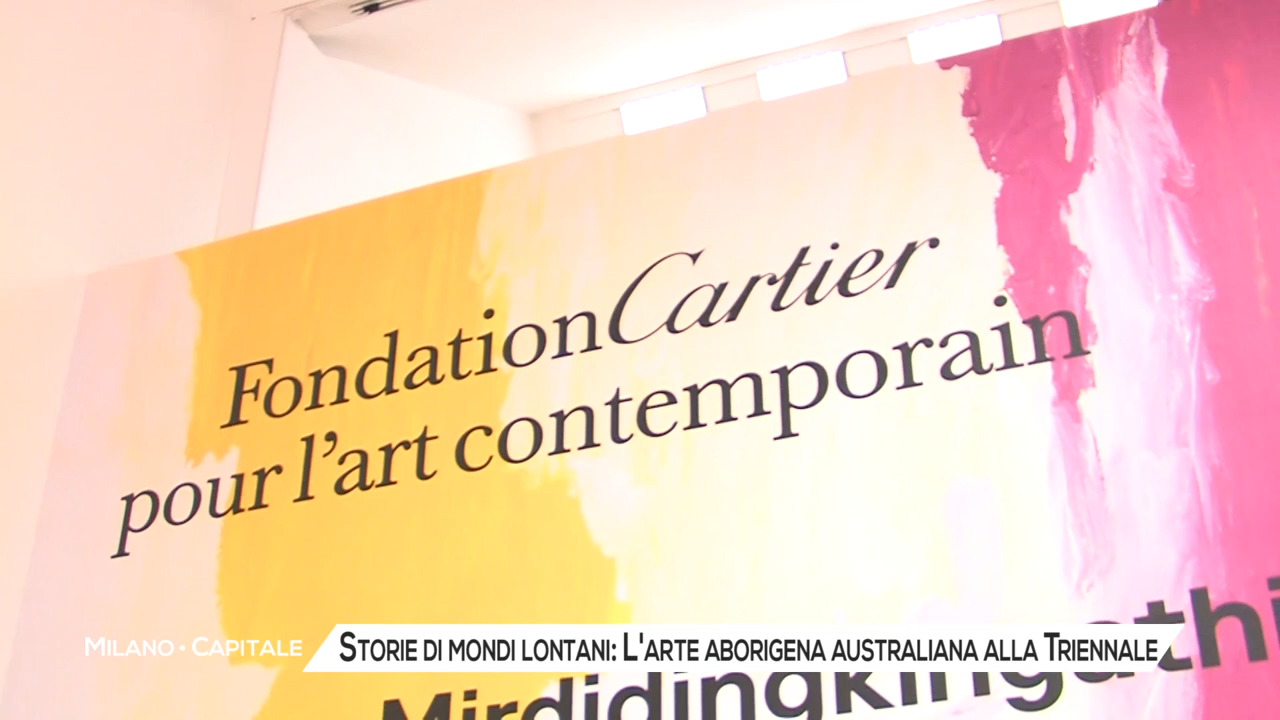 Fondation Cartier
pour l'art contemporain
Mirdidingkingathi
MILANO • CAPITALE
STORIE DI MONDI LONTANI: L'ARTE ABORIGENA AUSTRALIANA ALLA TRIENNALE